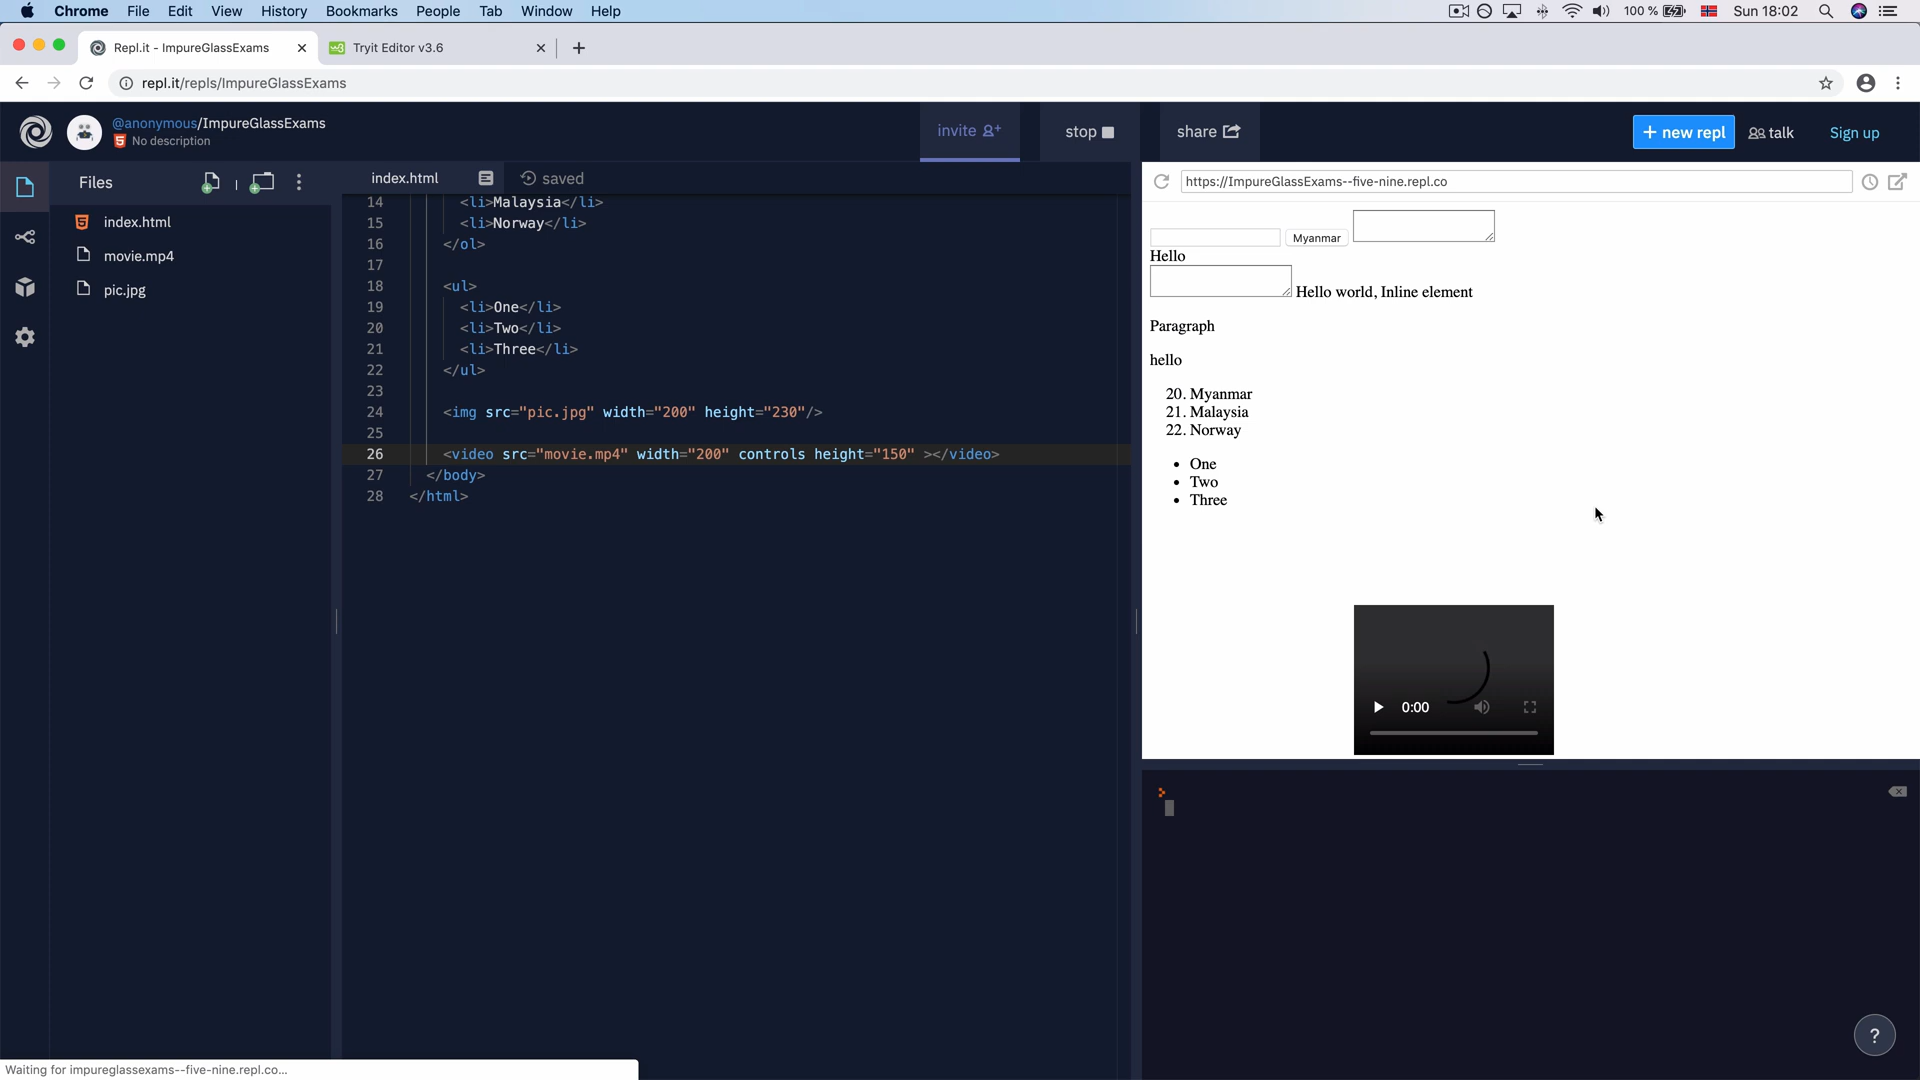 Chrome File Edit View History Bookmarks People Tab Window Help 100 % Sun 18:02
Repl.it - ImpureGlassExams Tryit Editor v3.6
repl.it/repls/ImpureGlassExams
@anonymous/ImpureGlassExams
No description
invite
stop
share
+ new repl
talk
Sign up
Files
index.html
movie.mp4
pic.jpg
index.html saved
14 <li>Malaysia</li>
15 <li>Norway</li>
16 </ol>
17
18 <ul>
19 <li>One</li>
20 <li>Two</li>
21 <li>Three</li>
22 </ul>
23
24 <img src="pic.jpg" width="200" height="230"/>
25
26 <video src="movie.mp4" width="200" controls height="150" ></video>
27 </body>
28 </html>
https://ImpureGlassExams--five-nine.repl.co
Myanmar
Hello
Hello world, Inline element
Paragraph
hello
20. Myanmar
21. Malaysia
22. Norway
• One
• Two
• Three
0:00
?
Waiting for impureglassexams--five-nine.repl.co...